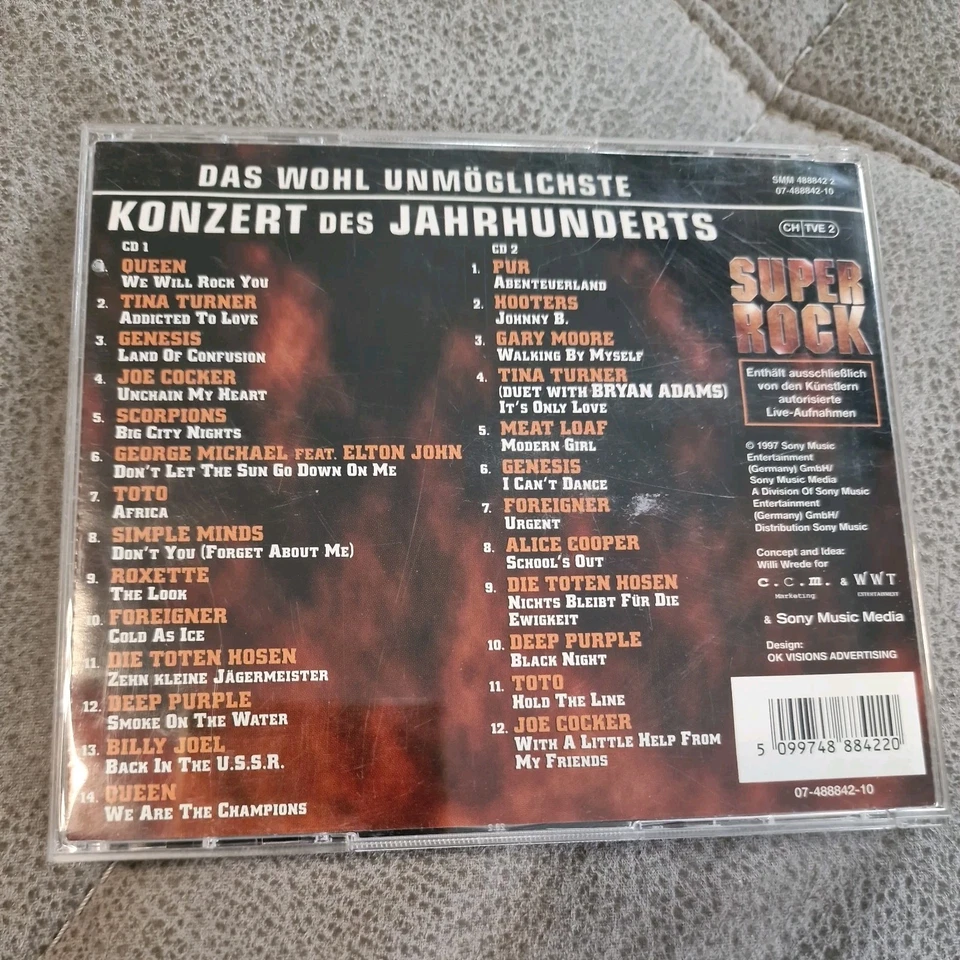 DAS WOHL UNMÖGLICHSTE
KONZERT DES JAHRHUNDERTS
SMM 488842 2
07-488842-10
CH TVE 2
CD 1
1. QUEEN
WE WILL ROCK YOU
2. TINA TURNER
ADDICTED TO LOVE
3. GENESIS
LAND OF CONFUSION
4. JOE COCKER
UNCHAIN MY HEART
5. SCORPIONS
BIG CITY NIGHTS
6. GEORGE MICHAEL FEAT. ELTON JOHN
DON'T LET THE SUN GO DOWN ON ME
7. TOTO
AFRICA
8. SIMPLE MINDS
DON'T YOU (FORGET ABOUT ME)
9. ROXETTE
THE LOOK
10. FOREIGNER
COLD AS ICE
11. DIE TOTEN HOSEN
ZEHN KLEINE JÄGERMEISTER
12. DEEP PURPLE
SMOKE ON THE WATER
13. BILLY JOEL
BACK IN THE U.S.S.R.
14. QUEEN
WE ARE THE CHAMPIONS
CD 2
1. PUR
ABENTEUERLAND
2. HOOTERS
JOHNNY B.
3. GARY MOORE
WALKING BY MYSELF
4. TINA TURNER
(DUET WITH BRYAN ADAMS)
IT'S ONLY LOVE
5. MEAT LOAF
MODERN GIRL
6. GENESIS
I CAN'T DANCE
7. FOREIGNER
URGENT
8. ALICE COOPER
SCHOOL'S OUT
9. DIE TOTEN HOSEN
NICHTS BLEIBT FÜR DIE
EWIGKEIT
10. DEEP PURPLE
BLACK NIGHT
11. TOTO
HOLD THE LINE
12. JOE COCKER
WITH A LITTLE HELP FROM
MY FRIENDS
SUPER
ROCK
Enthält ausschließlich
von den Künstlern
autorisierte
Live-Aufnahmen
© 1997 Sony Music
Entertainment
(Germany) GmbH/
Sony Music Media
A Division Of Sony Music
Entertainment
(Germany) GmbH/
Distribution Sony Music
Concept and Idea:
Willi Wrede for
c.c.m. & WWT
Marketing ENTERTAINMENT
& Sony Music Media
Design:
OK VISIONS ADVERTISING
5 099748 884220
07-488842-10